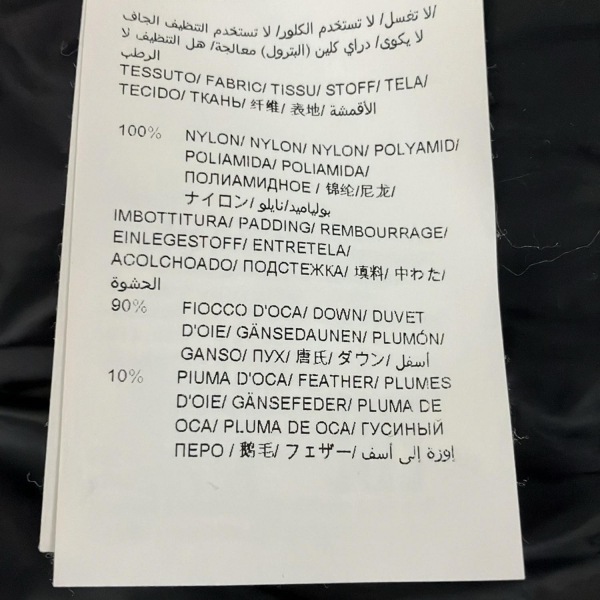 لا تغسل/ لا تستخدم الكلور/ لا تستخدم التنظيف الجاف/
لا يكوى/ دراي كلين (البترول) معالجة/ هل التنظيف لا
الرطب
TESSUTO/ FABRIC/ TISSU/ STOFF/ TELA/
TECIDO/ ТКАНЬ/ 纤维/ 表地/ الأقمشة
100% NYLON/ NYLON/ NYLON/ POLYAMID/
POLIAMIDA/ POLIAMIDA/
ПОЛИАМИДНОЕ / 锦纶/尼龙/
ナイロン/ بولياميد/نايلو
IMBOTTITURA/ PADDING/ REMBOURRAGE/
EINLEGESTOFF/ ENTRETELA/
ACOLCHOADO/ ПОДСТЕЖКА/ 填料/ 中わた/
الحشوة
90% FIOCCO D'OCA/ DOWN/ DUVET
D'OIE/ GÄNSEDAUNEN/ PLUMÓN/
GANSO/ ПУХ/ 唐氏/ ダウン/ أسفل
10% PIUMA D'OCA/ FEATHER/ PLUMES
D'OIE/ GÄNSEFEDER/ PLUMA DE
OCA/ PLUMA DE OCA/ ГУСИНЫЙ
ПЕРО / 鹅毛/ フェザー/ إوزة إلى أسف